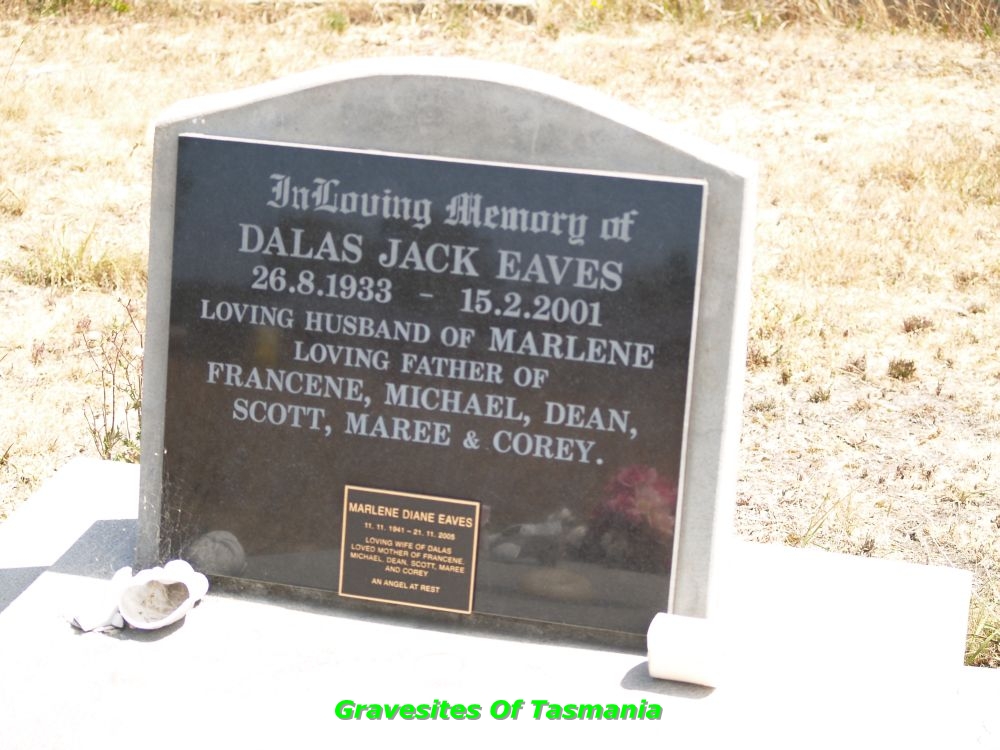 In Loving Memory of
DALAS JACK EAVES
26.8.1933 - 15.2.2001
LOVING HUSBAND OF MARLENE
LOVING FATHER OF
FRANCENE, MICHAEL, DEAN,
SCOTT, MAREE & COREY.
MARLENE DIANE EAVES
11. 11. 1941 – 21. 11. 2005
LOVING WIFE OF DALAS
LOVED MOTHER OF FRANCENE,
MICHAEL, DEAN, SCOTT, MAREE
AND COREY
AN ANGEL AT REST
Gravesites Of Tasmania